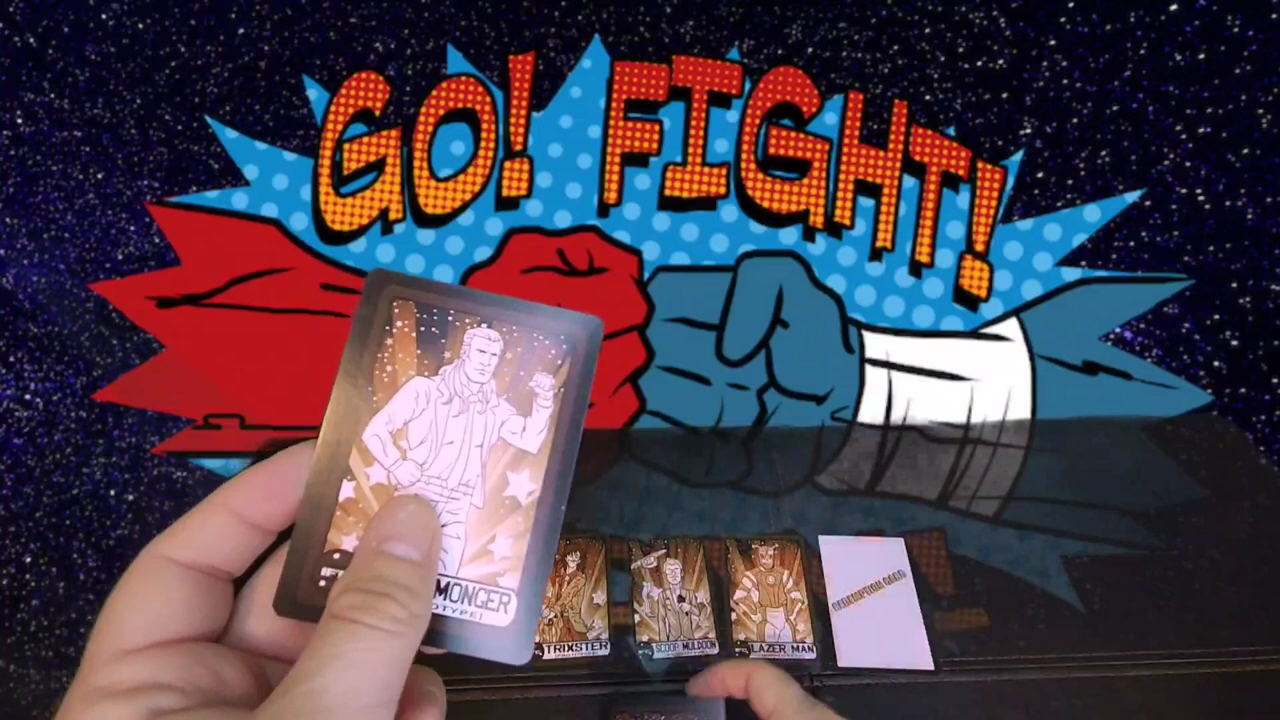 GO! FIGHT!
MONGER
TRIXSTER
SCOOP MULDOON
LAZER MAN
REDEMPTION CARD